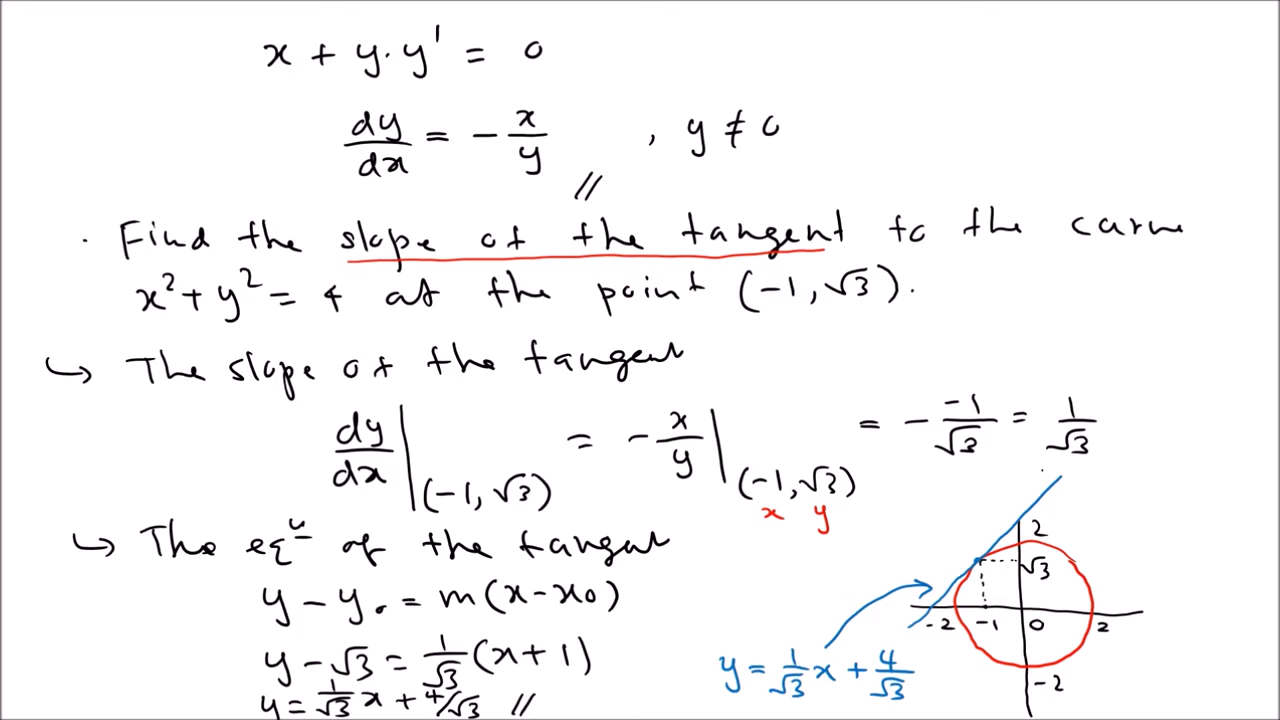 x + y·y' = 0
dy/dx = - x/y , y ≠ 0
//
· Find the slope of the tangent to the curve
x² + y² = 4 at the point (-1, √3).
↳ The slope of the tangent
dy/dx |(-1, √3) = - x/y |(-1, √3) = - -1/√3 = 1/√3
x y
↳ The eqⁿ of the tangent
y - y₀ = m(x - x₀)
y - √3 = 1/√3 (x + 1)
y = 1/√3 x + 4/√3 //
2
√3
-2 -1 0 2
y = 1/√3 x + 4/√3
-2